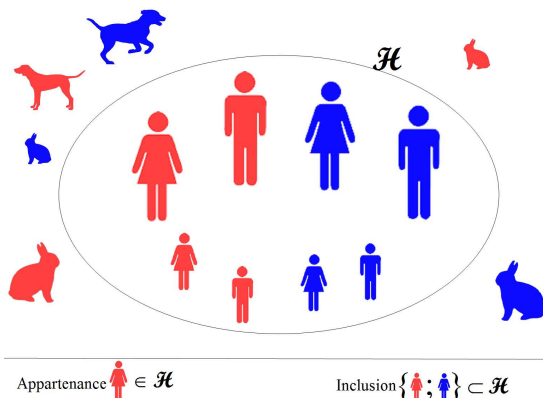 ℋ
Appartenance ∈ ℋ
Inclusion { ; } ⊂ ℋ